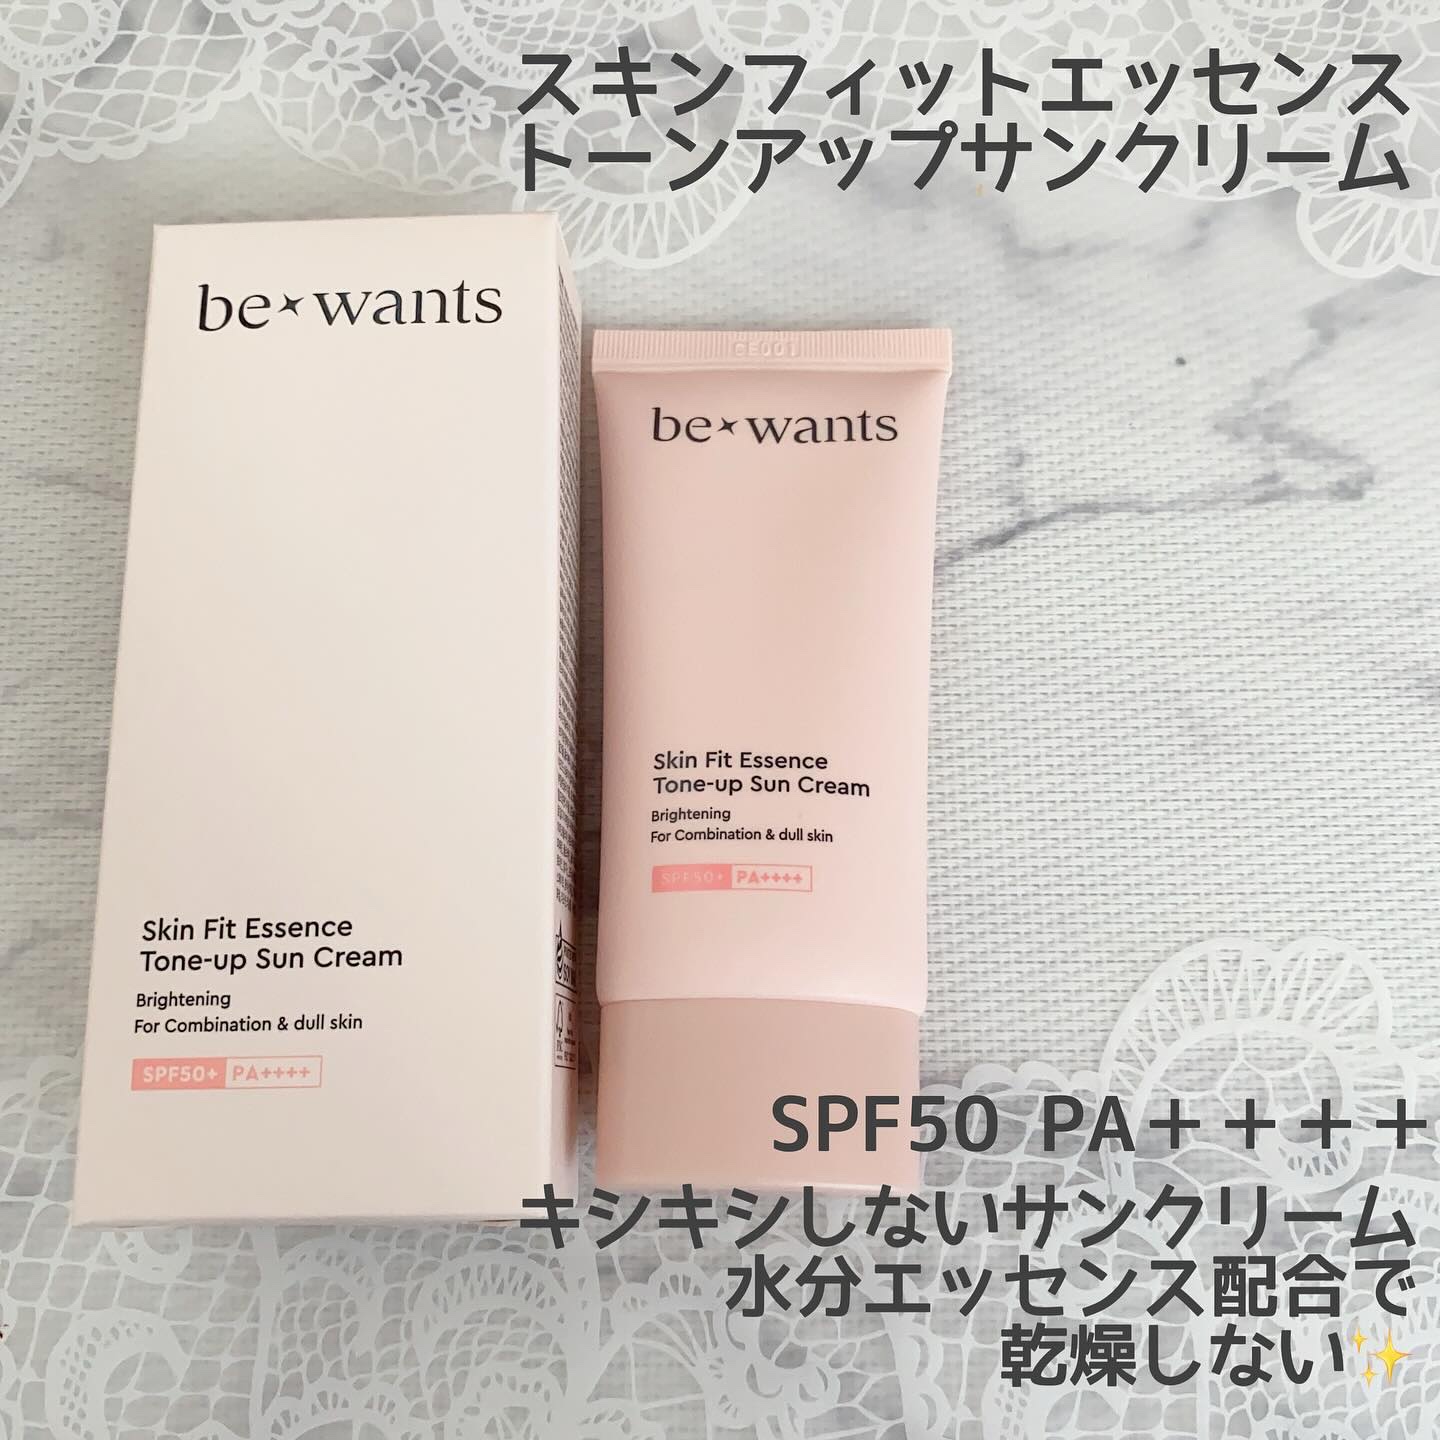 スキンフィットエッセンス
トーンアップサンクリーム
be wants
Skin Fit Essence
Tone-up Sun Cream
Brightening
For Combination & dull skin
SPF50+ PA++++
CE001
be wants
Skin Fit Essence
Tone-up Sun Cream
Brightening
For Combination & dull skin
SPF50+ PA++++
SPF50 PA++++
キシキシしないサンクリーム
水分エッセンス配合で
乾燥しない✨